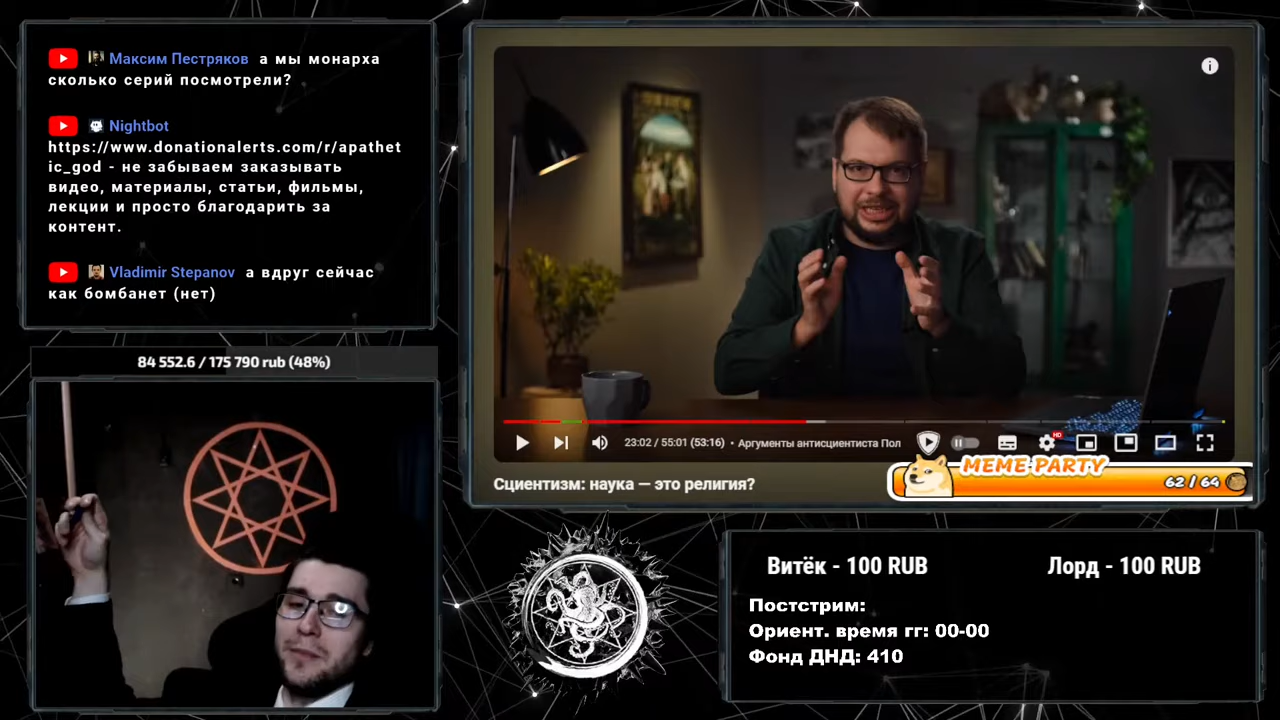 Максим Пестряков а мы монарха
сколько серий посмотрели?
Nightbot
https://www.donationalerts.com/r/apathet
ic_god - не забываем заказывать
видео, материалы, статьи, фильмы,
лекции и просто благодарить за
контент.
Vladimir Stepanov а вдруг сейчас
как бомбанет (нет)
84 552.6 / 175 790 rub (48%)
23:02 / 55:01 (53:16) • Аргументы антисциентиста Пол
HD
MEME PARTY
62 / 64
Сциентизм: наука — это религия?
Витёк - 100 RUB
Лорд - 100 RUB
Постстрим:
Ориент. время гг: 00-00
Фонд ДНД: 410